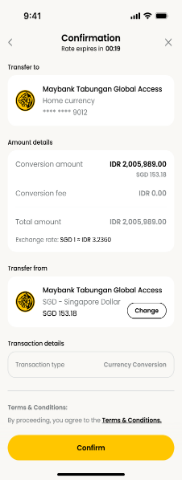 9:41
Confirmation
Rate expires in 00:19
Transfer to
Maybank Tabungan Global Access
Home currency
**** **** 9012
Amount details
Conversion amount IDR 2,005,989.00
SGD 153.18
Conversion fee IDR 0.00
Total amount IDR 2,005,989.00
Exchange rate: SGD 1 = IDR 3.2360
Transfer from
Maybank Tabungan Global Access
SGD - Singapore Dollar
SGD 153.18
Change
Transaction details
Transaction type Currency Conversion
Terms & Conditions:
By proceeding, you agree to the Terms & Conditions.
Confirm